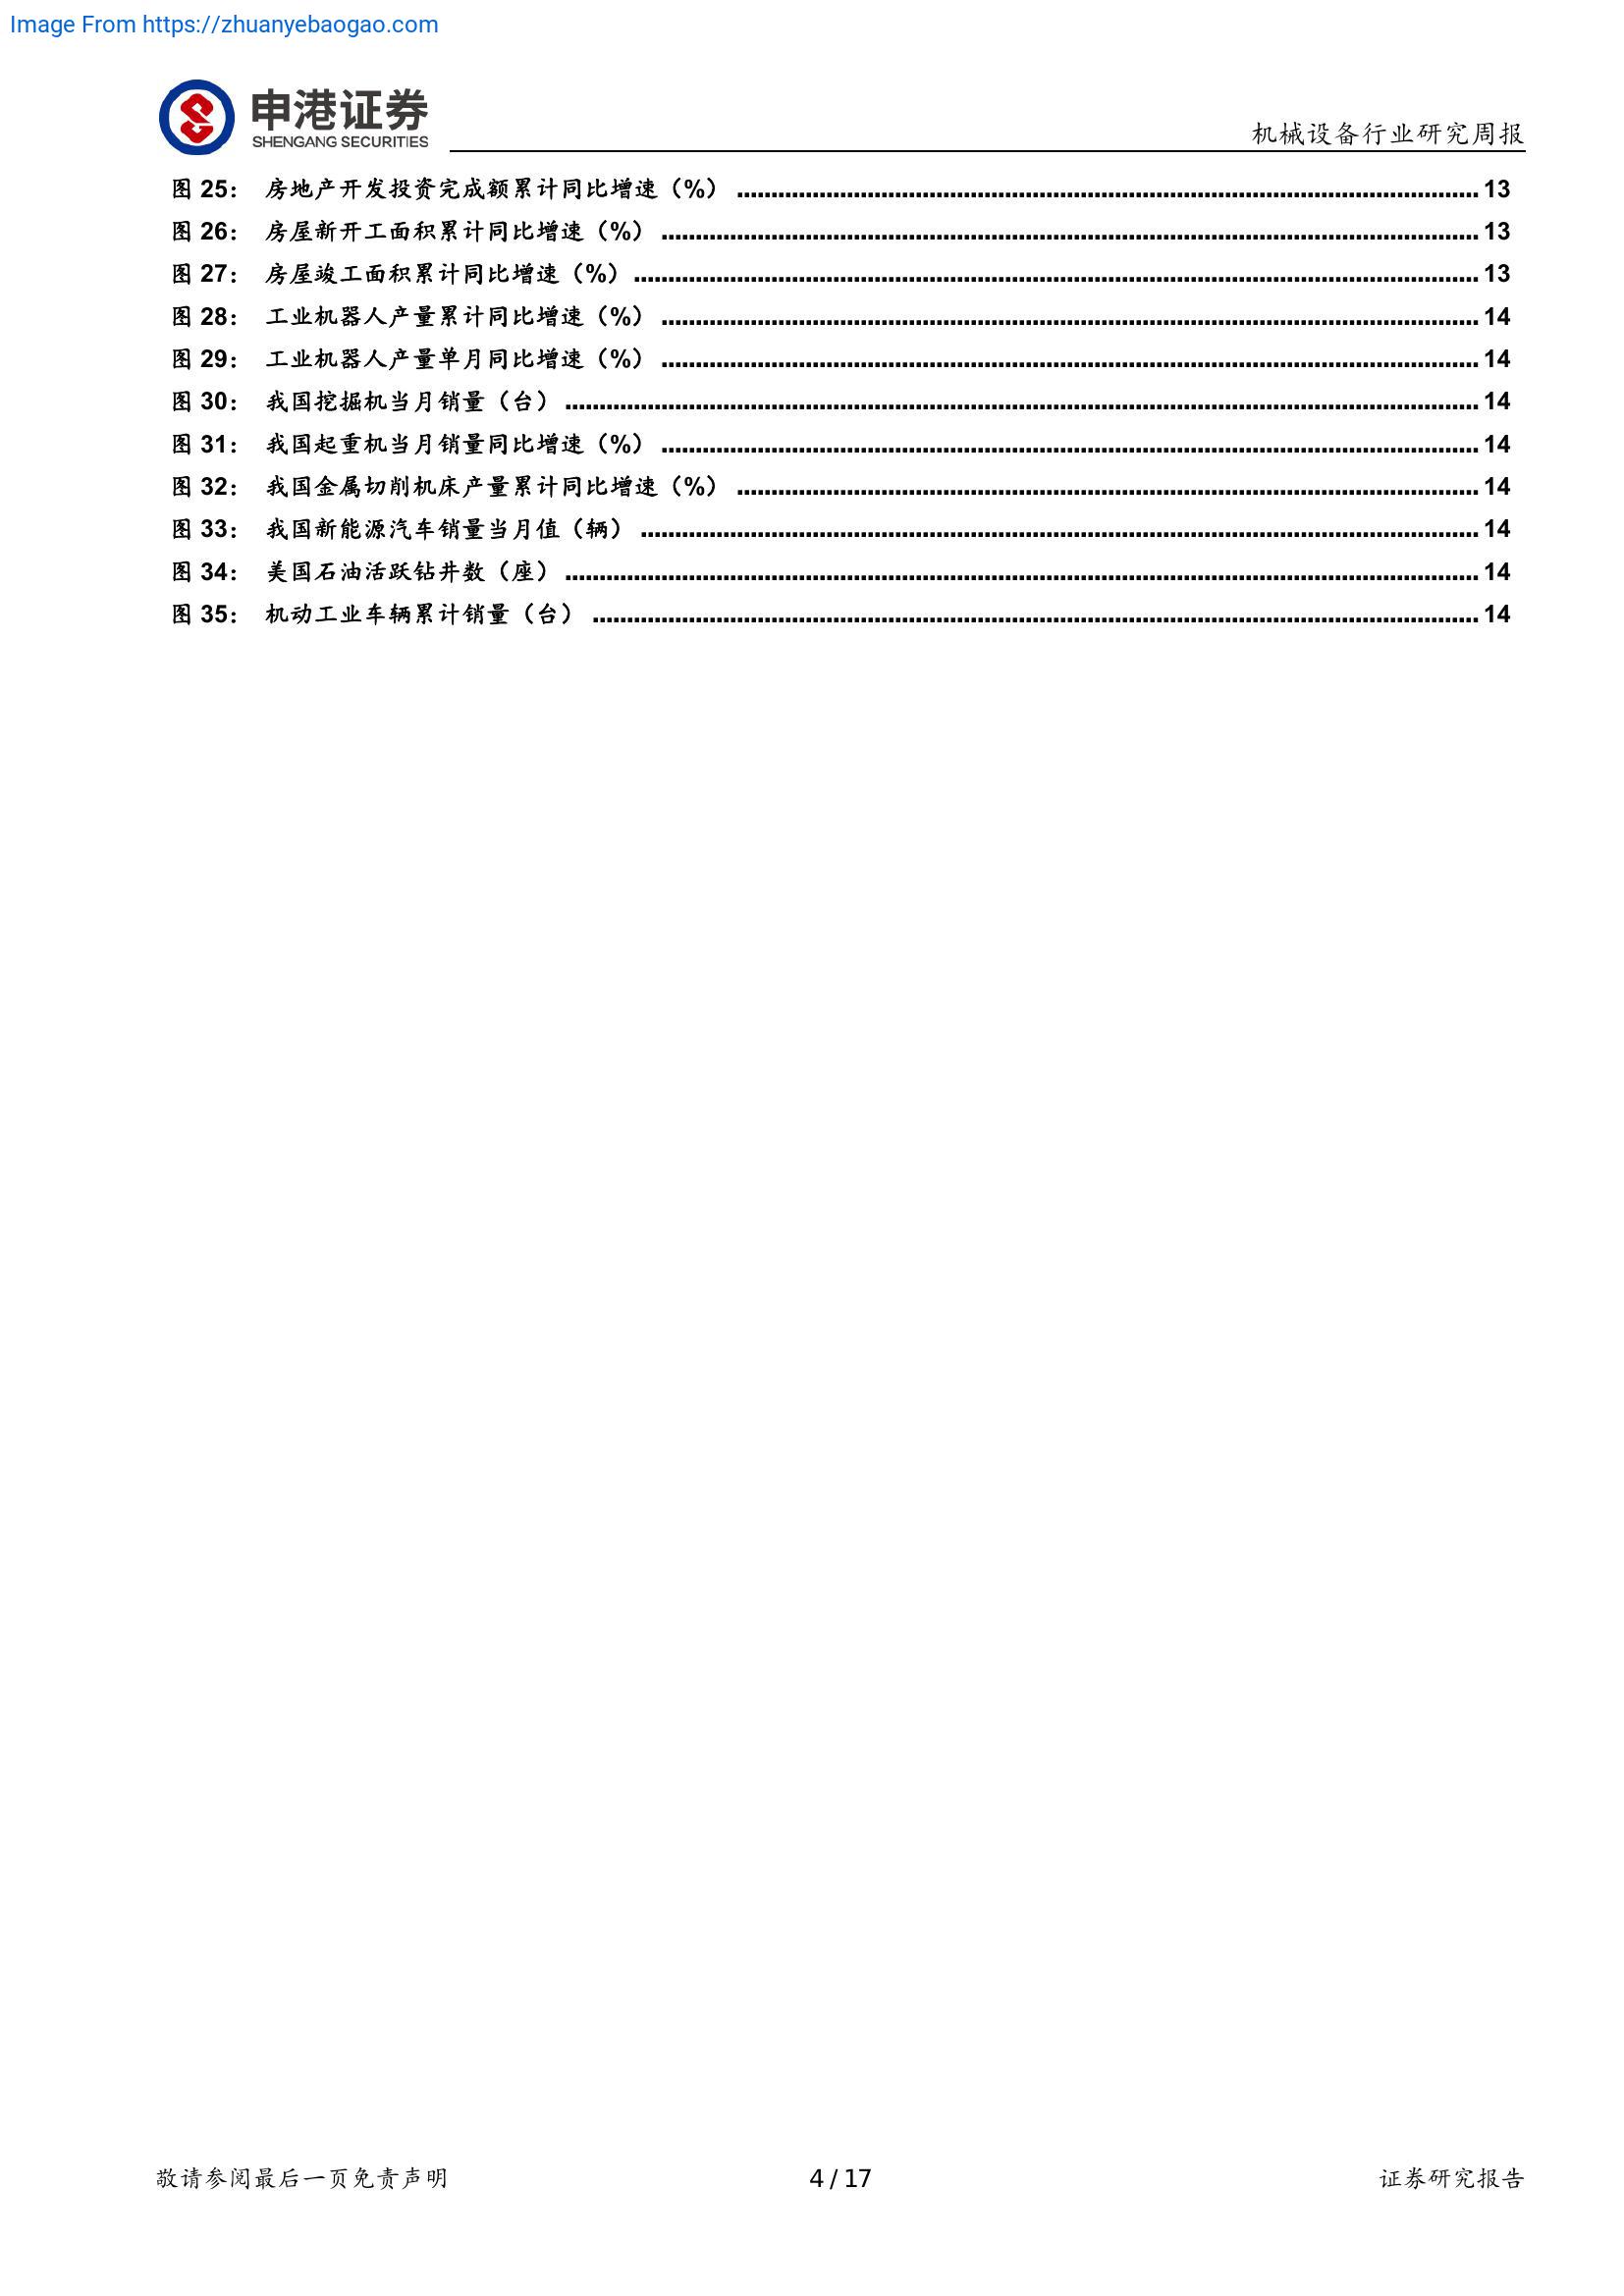 Image From https://zhuanyebaogao.com
申港证券
SHENGANG SECURITIES
机械设备行业研究周报
图 25： 房地产开发投资完成额累计同比增速（%） 13
图 26： 房屋新开工面积累计同比增速（%） 13
图 27： 房屋竣工面积累计同比增速（%） 13
图 28： 工业机器人产量累计同比增速（%） 14
图 29： 工业机器人产量单月同比增速（%） 14
图 30： 我国挖掘机当月销量（台） 14
图 31： 我国起重机当月销量同比增速（%） 14
图 32： 我国金属切削机床产量累计同比增速（%） 14
图 33： 我国新能源汽车销量当月值（辆） 14
图 34： 美国石油活跃钻井数（座） 14
图 35： 机动工业车辆累计销量（台） 14
敬请参阅最后一页免责声明
4 / 17
证券研究报告